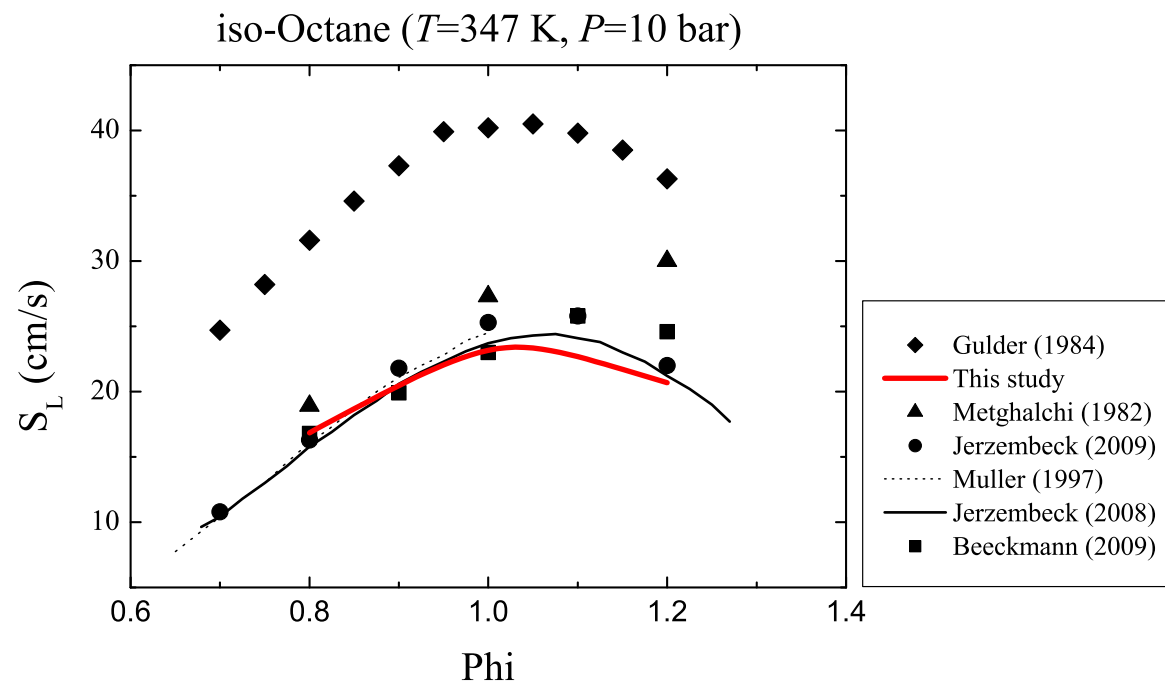 iso-Octane (T=347 K, P=10 bar)
40
30
20
10
S_L (cm/s)
0.6 0.8 1.0 1.2 1.4
Phi
Gulder (1984)
This study
Metghalchi (1982)
Jerzembeck (2009)
Muller (1997)
Jerzembeck (2008)
Beeckmann (2009)